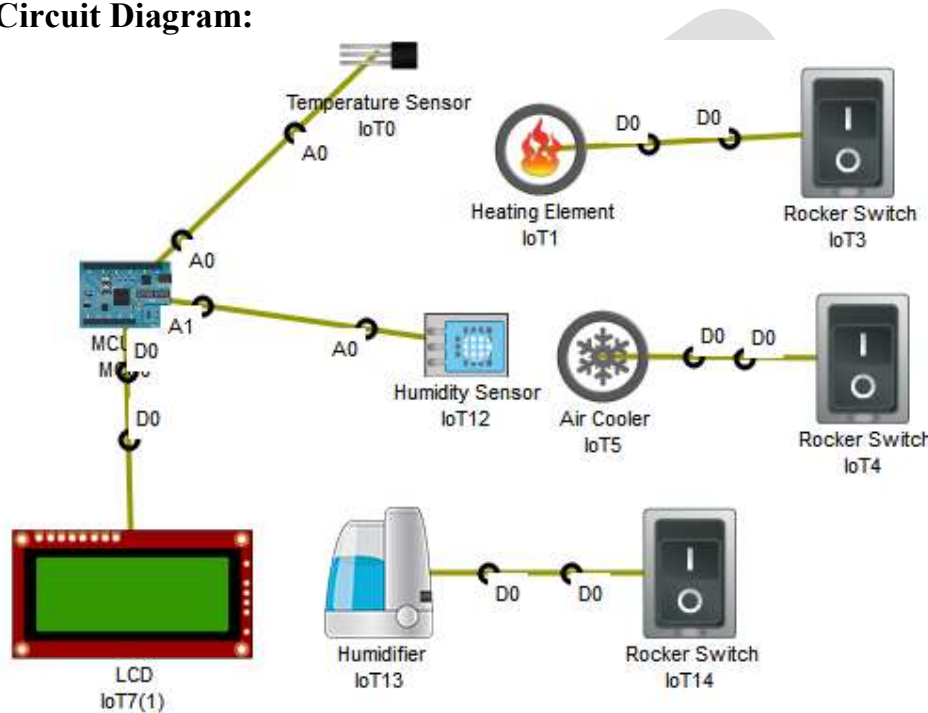 Circuit Diagram:
Temperature Sensor
IoT0
A0
A0
D0
D0
Heating Element
IoT1
Rocker Switch
IoT3
A1
A0
D0
D0
Humidity Sensor
IoT12
D0
D0
Air Cooler
IoT5
Rocker Switch
IoT4
LCD
IoT7(1)
D0
D0
Humidifier
IoT13
Rocker Switch
IoT14